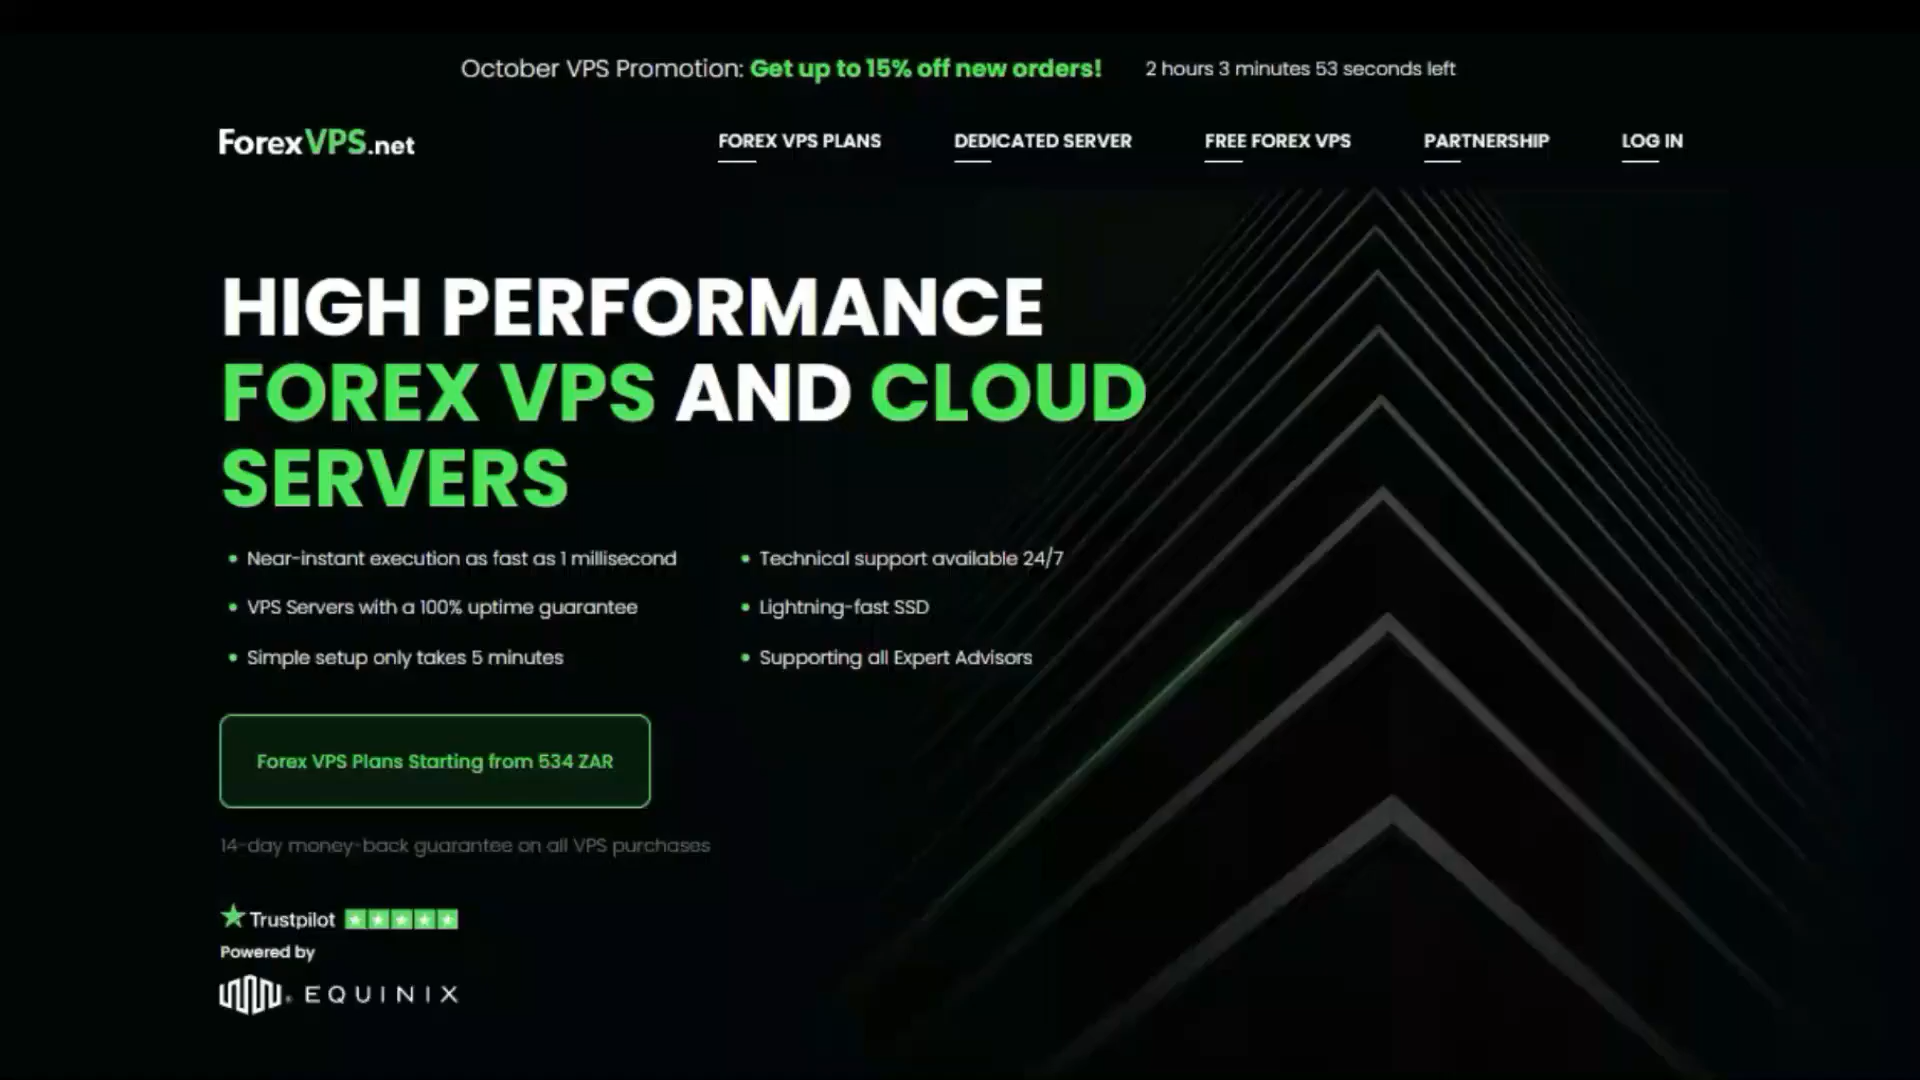 October VPS Promotion: Get up to 15% off new orders! 2 hours 3 minutes 53 seconds left
ForexVPS.net
FOREX VPS PLANS DEDICATED SERVER FREE FOREX VPS PARTNERSHIP LOG IN
HIGH PERFORMANCE
FOREX VPS AND CLOUD
SERVERS
Near-instant execution as fast as 1 millisecond
VPS Servers with a 100% uptime guarantee
Simple setup only takes 5 minutes
Technical support available 24/7
Lightning-fast SSD
Supporting all Expert Advisors
Forex VPS Plans Starting from 534 ZAR
14-day money-back guarantee on all VPS purchases
Trustpilot
Powered by
EQUINIX